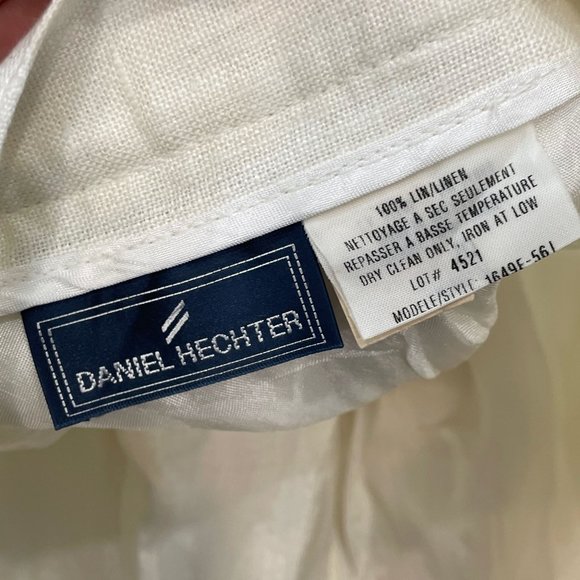 DANIEL HECHTER
100% LIN/LINEN
NETTOYAGE A SEC SEULEMENT
REPASSER A BASSE TEMPERATURE
DRY CLEAN ONLY, IRON AT LOW
LOT# 4521
MODELE/STYLE: